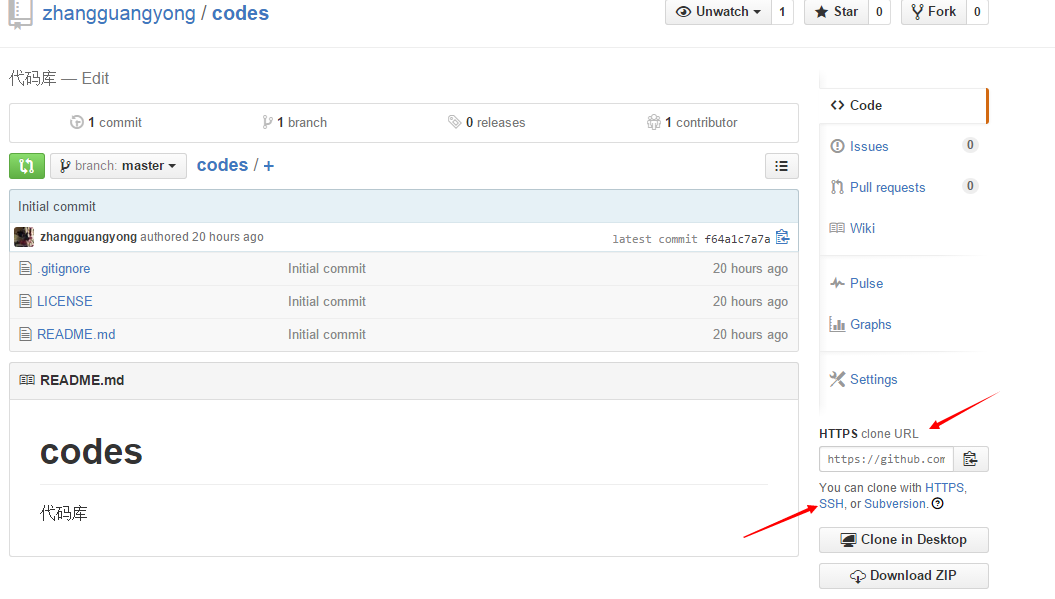 zhangguangyong / codes
Unwatch 1 Star 0 Fork 0
代码库 — Edit
1 commit 1 branch 0 releases 1 contributor
branch: master codes / +
Initial commit
zhangguangyong authored 20 hours ago latest commit f64a1c7a7a
.gitignore Initial commit 20 hours ago
LICENSE Initial commit 20 hours ago
README.md Initial commit 20 hours ago
README.md
codes
代码库
Code
Issues 0
Pull requests 0
Wiki
Pulse
Graphs
Settings
HTTPS clone URL
https://github.com
You can clone with HTTPS,
SSH, or Subversion.
Clone in Desktop
Download ZIP